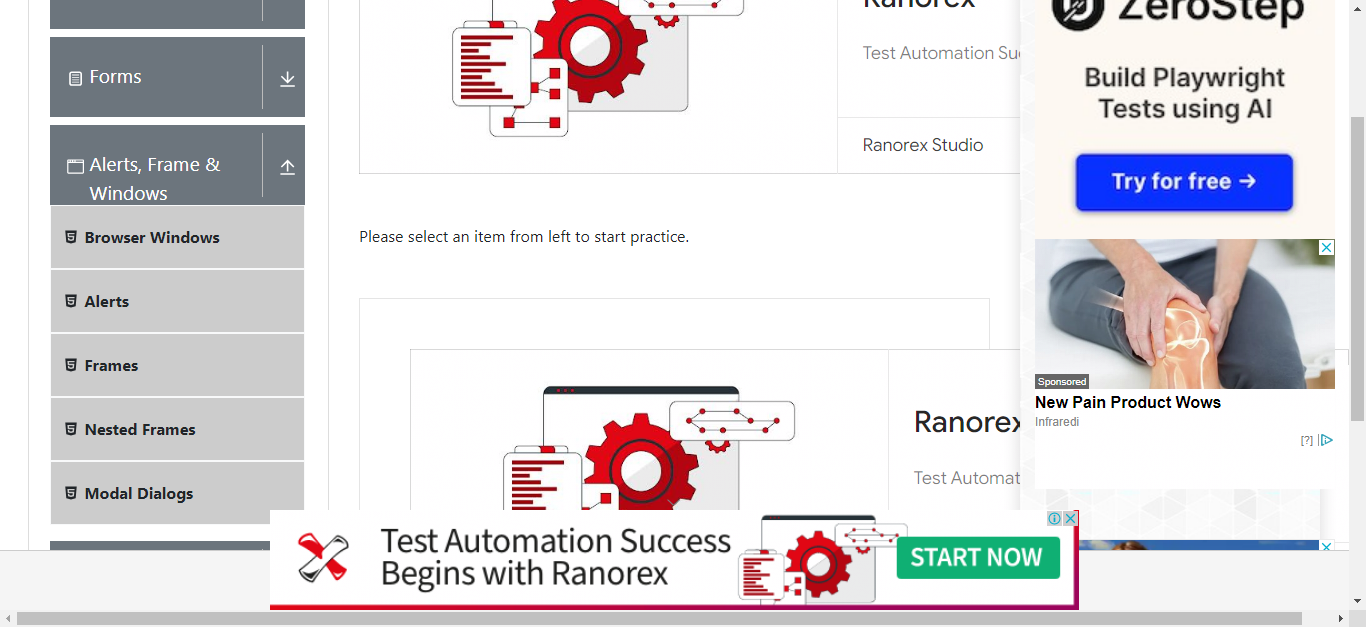 Forms
Alerts, Frame &
Windows
Browser Windows
Alerts
Frames
Nested Frames
Modal Dialogs
Ranorex
Test Automation Su
Ranorex Studio
Please select an item from left to start practice.
Ranorex
Test Automat
ZeroStep
Build Playwright
Tests using AI
Try for free →
Sponsored
New Pain Product Wows
Infraredi
[?]
Test Automation Success
Begins with Ranorex
START NOW